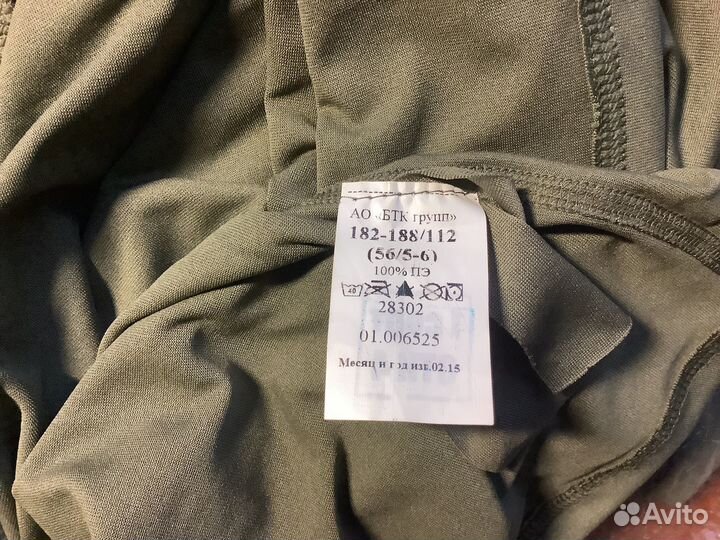 АО «БТК групп»
182-188/112
(56/5-6)
100% ПЭ
40
28302
01.006525
Месяц и год изг.02.15
Avito